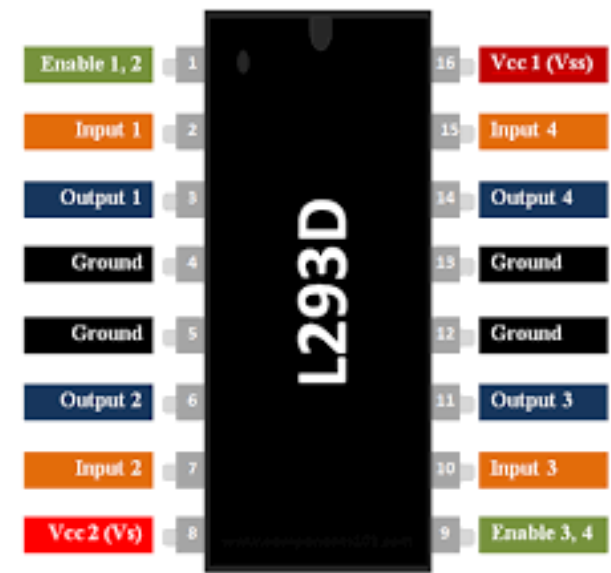 Enable 1, 2
1
16
Vcc 1 (Vss)
Input 1
2
15
Input 4
Output 1
3
14
Output 4
Ground
4
13
Ground
L293D
Ground
5
12
Ground
Output 2
6
11
Output 3
Input 2
7
10
Input 3
Vcc 2 (Vs)
8
9
Enable 3, 4